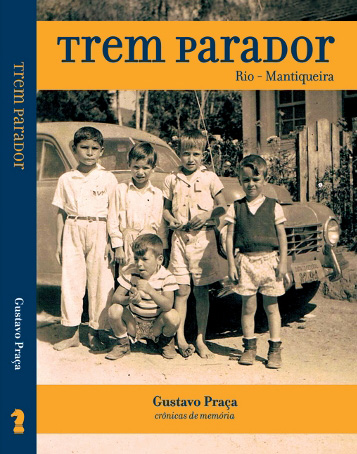 Trem Parador
Rio - Mantiqueira
Gustavo Praça
crônicas de memória
Trem Parador
Gustavo Praça